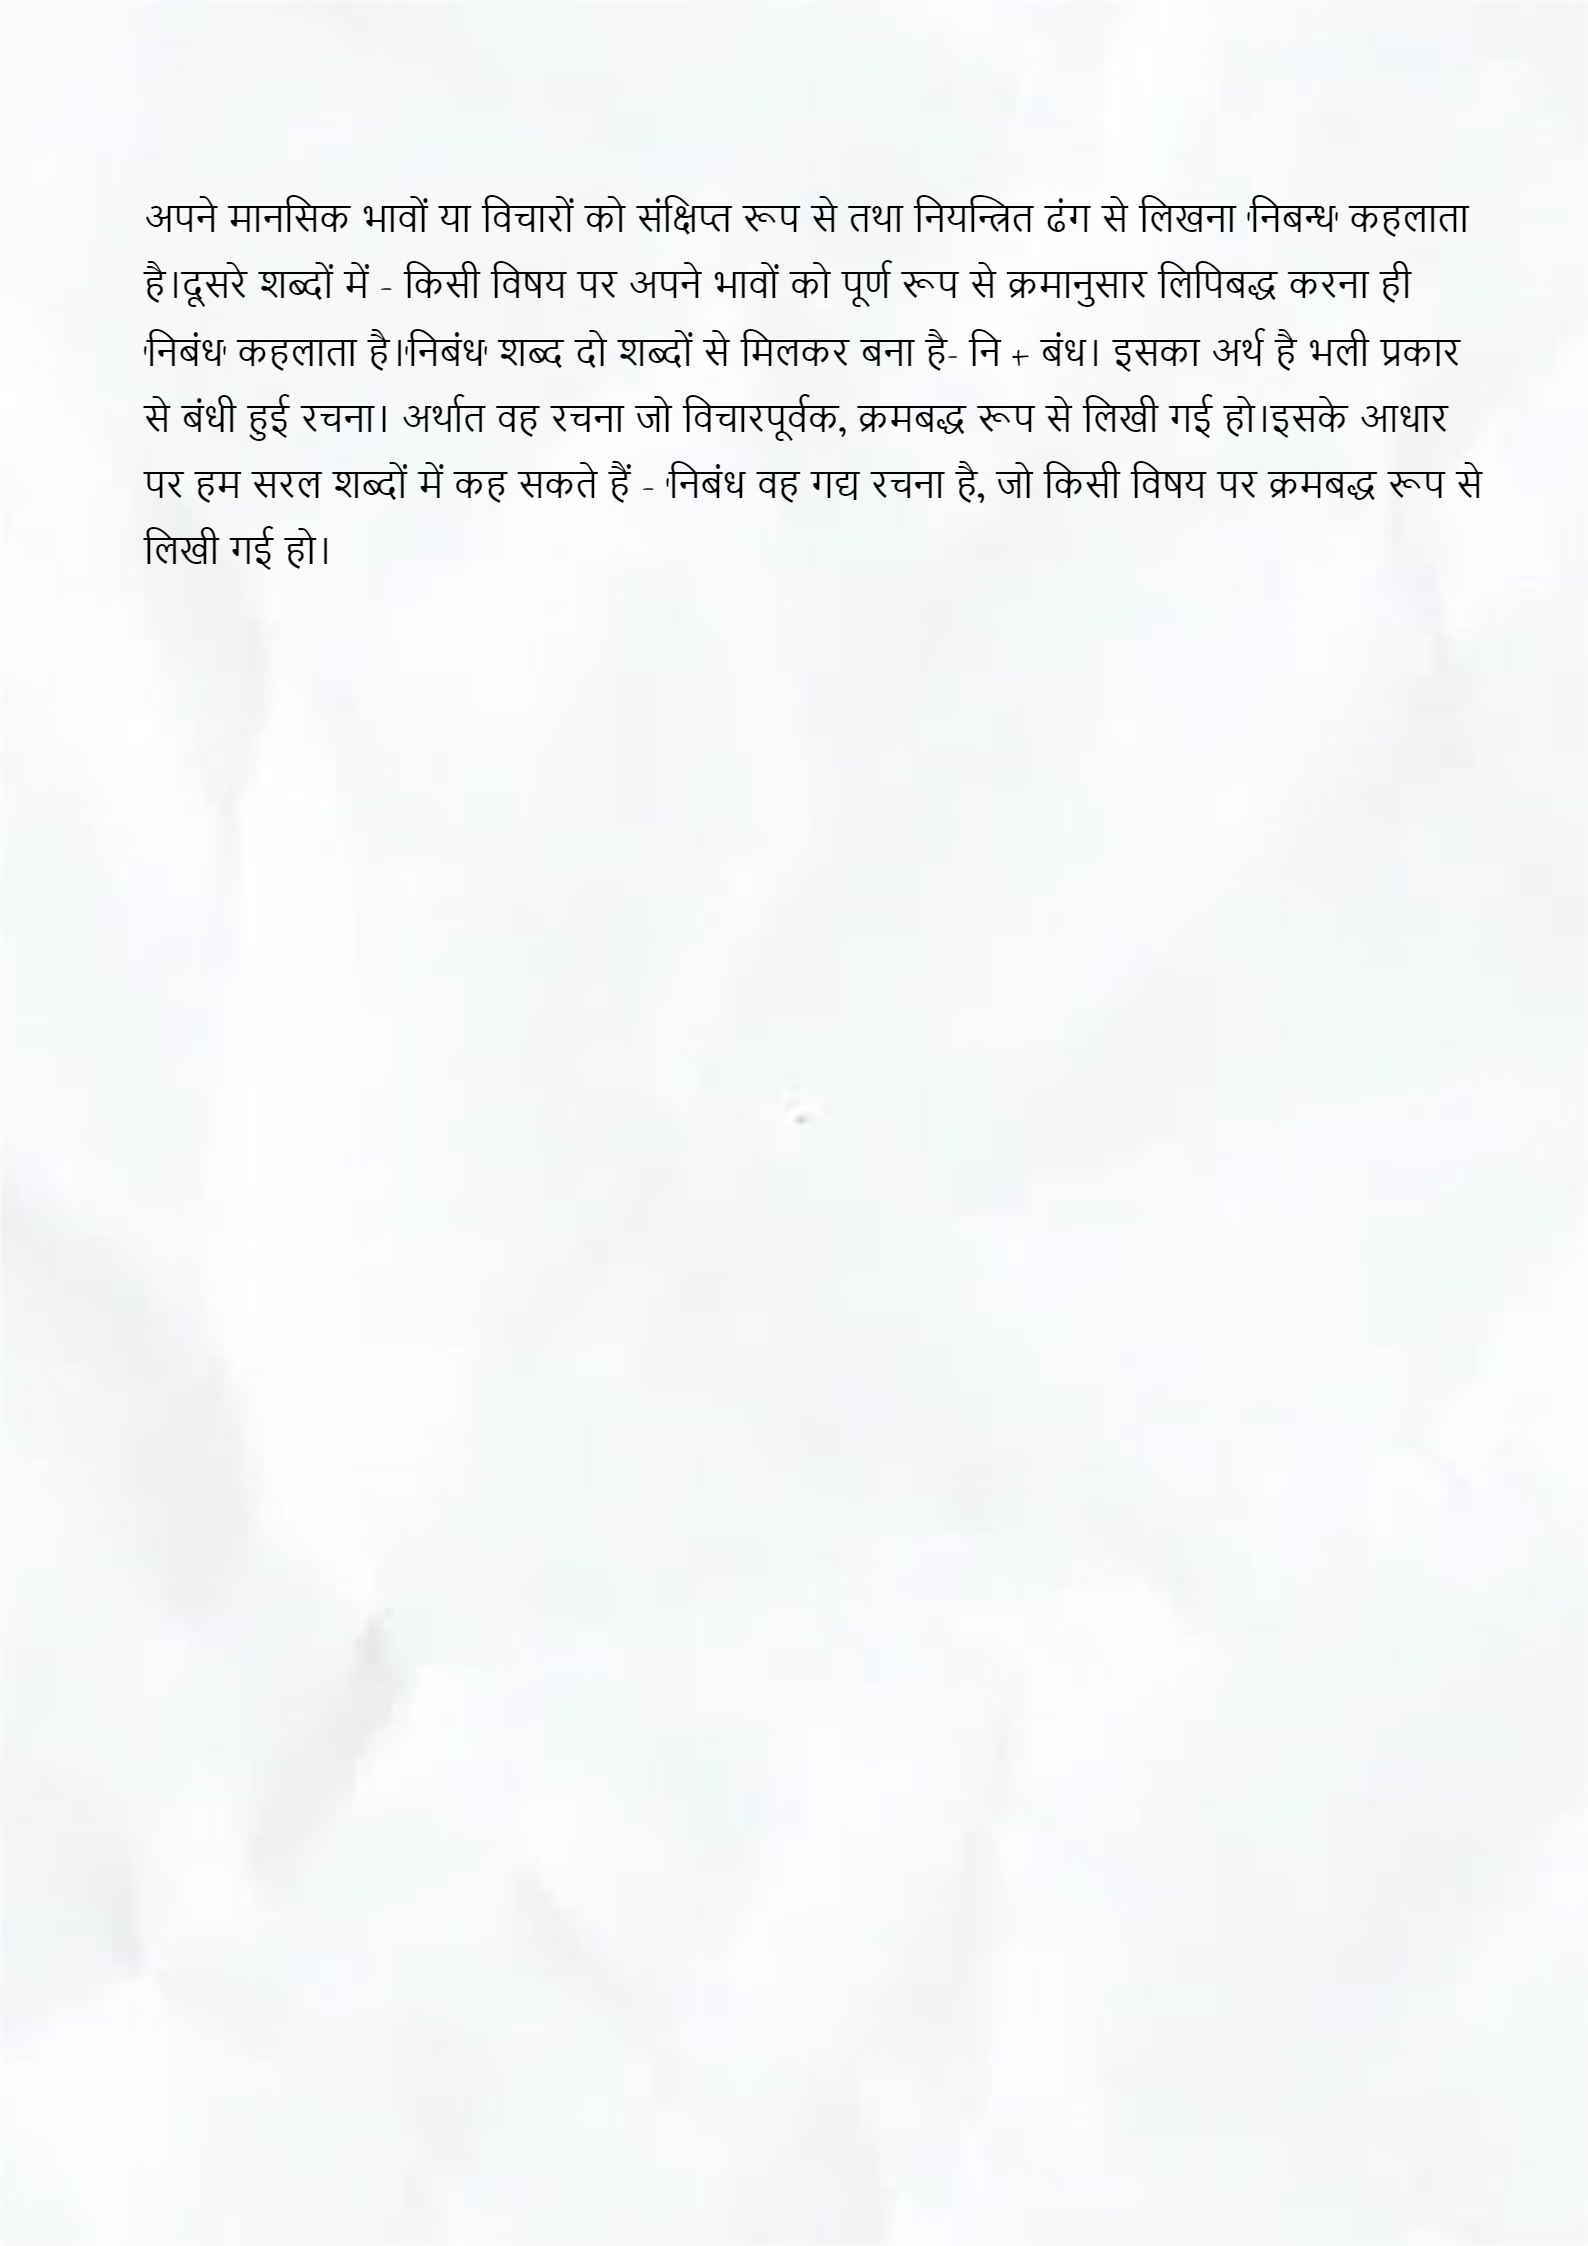 अपने मानसिक भावों या विचारों को संक्षिप्त रूप से तथा नियन्त्रित ढंग से लिखना 'निबन्ध' कहलाता
है।दूसरे शब्दों में - किसी विषय पर अपने भावों को पूर्ण रूप से क्रमानुसार लिपिबद्ध करना ही
'निबंध' कहलाता है।'निबंध' शब्द दो शब्दों से मिलकर बना है- नि + बंध। इसका अर्थ है भली प्रकार
से बंधी हुई रचना। अर्थात वह रचना जो विचारपूर्वक, क्रमबद्ध रूप से लिखी गई हो।इसके आधार
पर हम सरल शब्दों में कह सकते हैं - 'निबंध वह गद्य रचना है, जो किसी विषय पर क्रमबद्ध रूप से
लिखी गई हो।